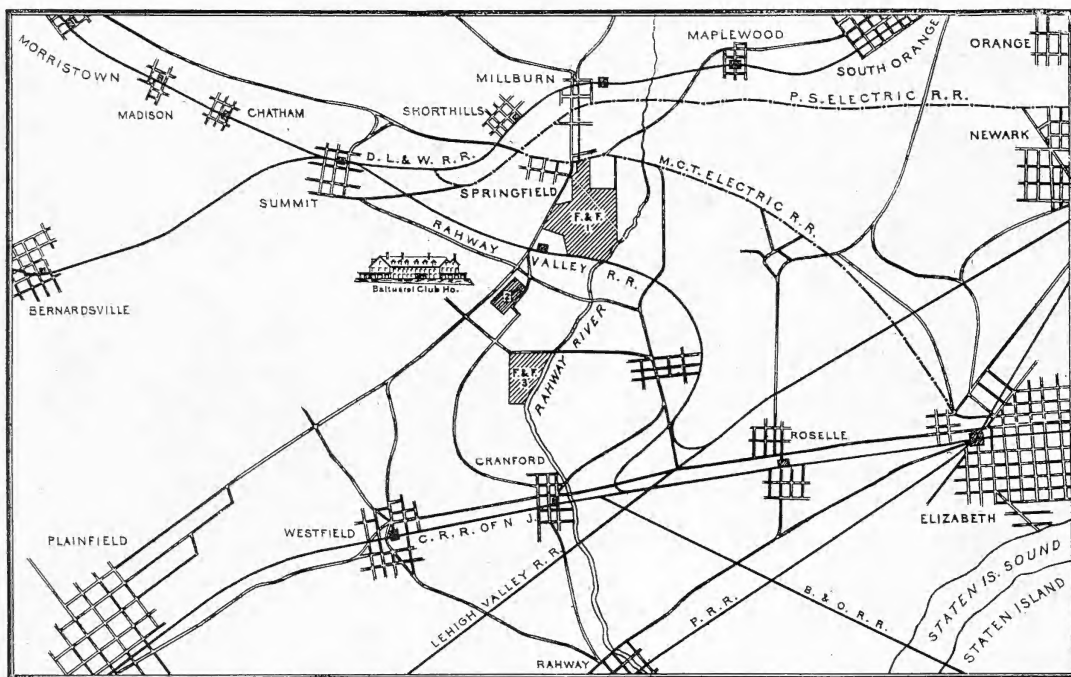 MORRISTOWN
MADISON
CHATHAM
SHORTHILLS
MILLBURN
MAPLEWOOD
SOUTH ORANGE
ORANGE
P. S. ELECTRIC R. R.
NEWARK
D. L. & W. R. R.
SUMMIT
SPRINGFIELD
M. C. T. ELECTRIC R. R.
F. & F.
1
RAHWAY
VALLEY R. R.
Baltusrol Club Ho.
2
BERNARDSVILLE
RAHWAY RIVER
F. & F.
3
ROSELLE
CRANFORD
WESTFIELD
C. R. R. OF N J.
ELIZABETH
PLAINFIELD
LEHIGH VALLEY R. R.
P. R. R.
B. & O. R. R.
STATEN IS. SOUND
STATEN ISLAND
RAHWAY